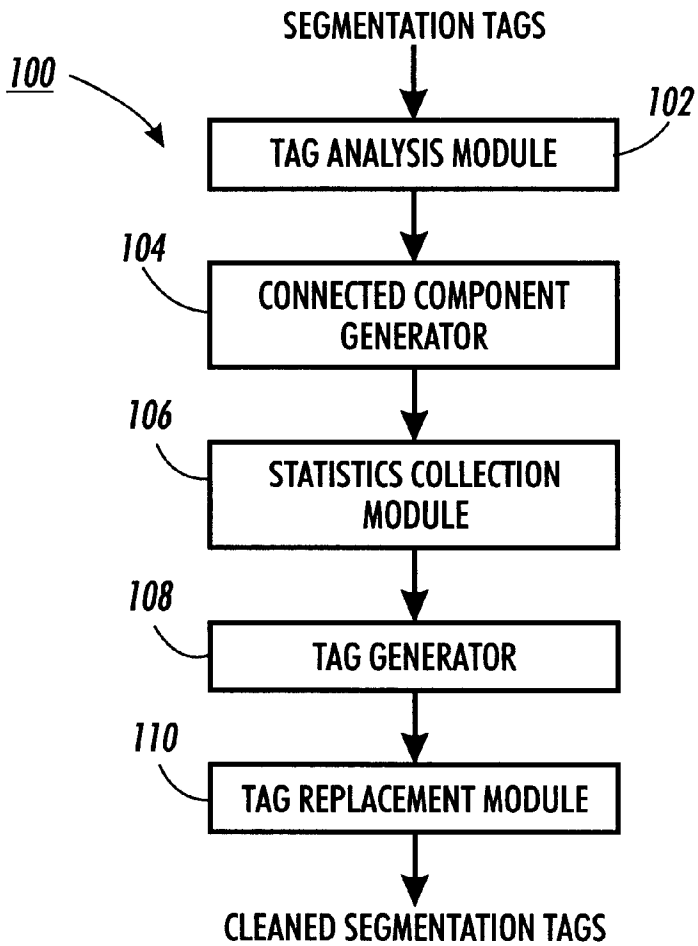 SEGMENTATION TAGS
100
102
TAG ANALYSIS MODULE
104
CONNECTED COMPONENT
GENERATOR
106
STATISTICS COLLECTION
MODULE
108
TAG GENERATOR
110
TAG REPLACEMENT MODULE
CLEANED SEGMENTATION TAGS